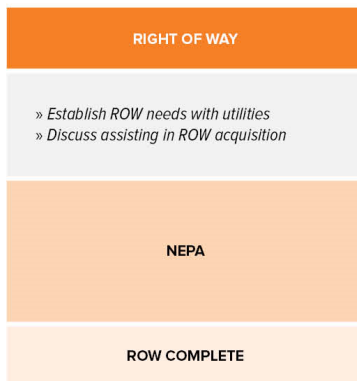 RIGHT OF WAY
» Establish ROW needs with utilities
» Discuss assisting in ROW acquisition
NEPA
ROW COMPLETE